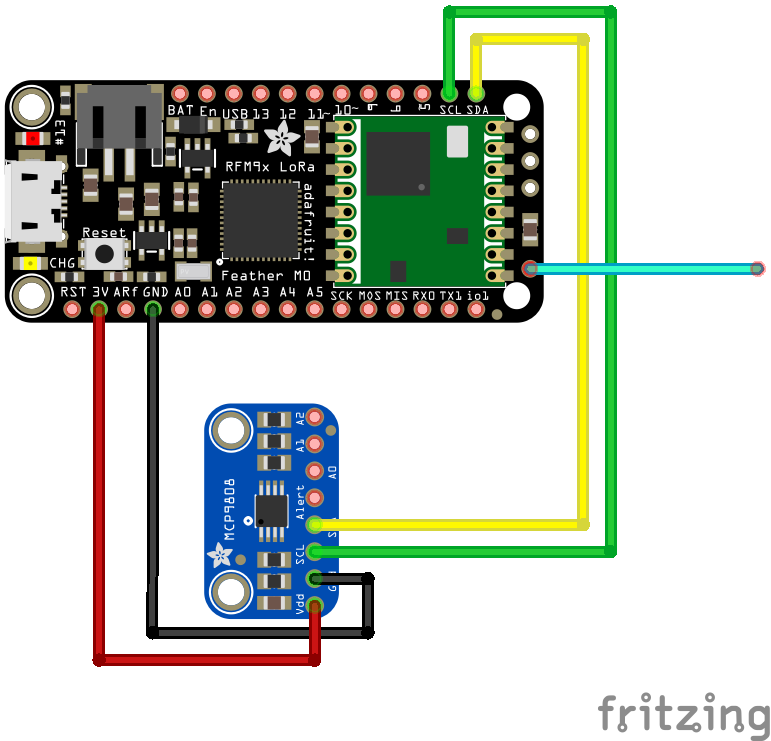 BAT En USB 13 12 11~ 10~ 9 6 5 SCL SDA
#13
RFM9x LoRa
adafruit!
Reset
CHG
Feather M0
RST 3V ARf GND A0 A1 A2 A3 A4 A5 SCK MOS MIS RX0 TX1 io1
A2
A1
A0
Alert
MCP9808
SCL
Vdd
fritzing